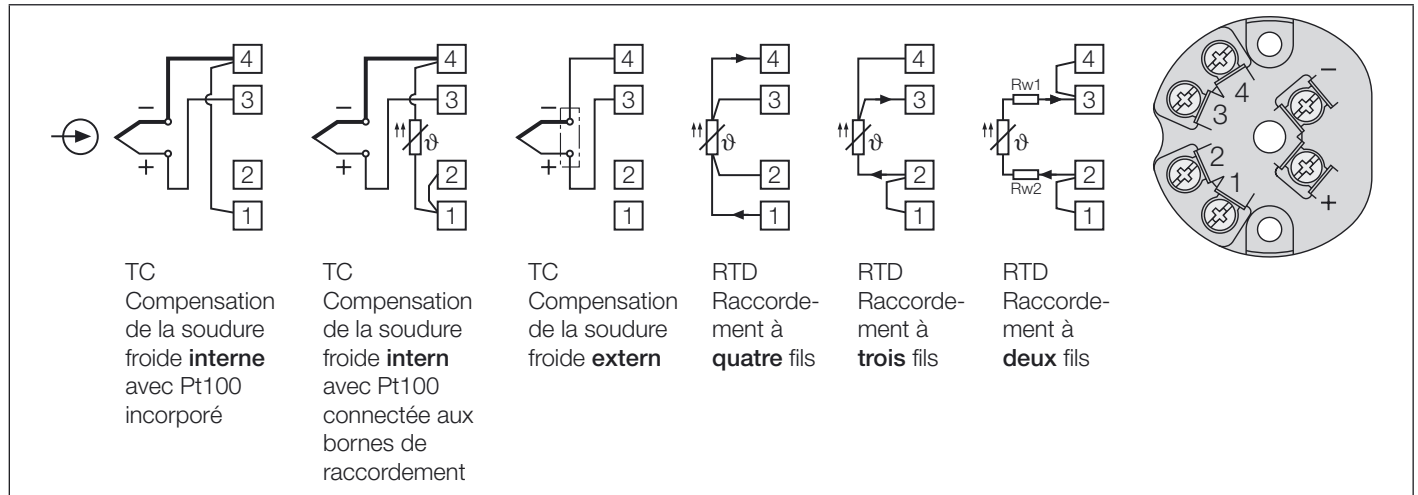 4
3
2
1
–
+
TC
Compensation
de la soudure
froide interne
avec Pt100
incorporé
4
3
2
1
–
+
ϑ
TC
Compensation
de la soudure
froide intern
avec Pt100
connectée aux
bornes de
raccordement
4
3
2
1
–
+
TC
Compensation
de la soudure
froide extern
4
3
2
1
ϑ
RTD
Raccorde-
ment à
quatre fils
4
3
2
1
ϑ
RTD
Raccorde-
ment à
trois fils
Rw1
4
3
2
1
ϑ
Rw2
RTD
Raccorde-
ment à
deux fils
4
3
2
1
–
+